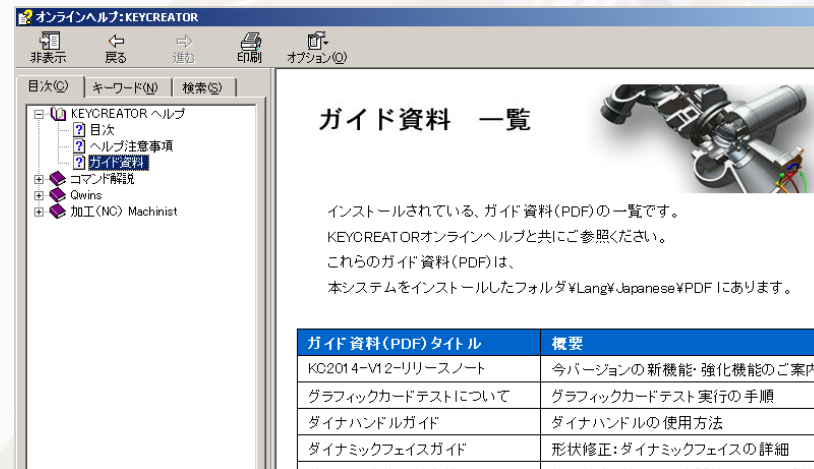 オンラインヘルプ:KEYCREATOR
非表示 戻る 進む 印刷 オプション(O)
目次(C) キーワード(N) 検索(S)
KEYCREATOR ヘルプ
目次
ヘルプ注意事項
ガイド資料
コマンド解説
Qwins
加工(NC) Machinist
ガイド資料 一覧
インストールされている、ガイド資料(PDF)の一覧です。
KEYCREATORオンラインヘルプと共にご参照ください。
これらのガイド資料(PDF)は、
本システムをインストールしたフォルダ¥Lang¥Japanese¥PDF にあります。
ガイド資料(PDF)タイトル 概要
KC2014-V12-リリースノート 今バージョンの新機能・強化機能のご案内
グラフィックカードテストについて グラフィックカードテスト実行の手順
ダイナハンドルガイド ダイナハンドルの使用方法
ダイナミックフェイスガイド 形状修正:ダイナミックフェイスの詳細